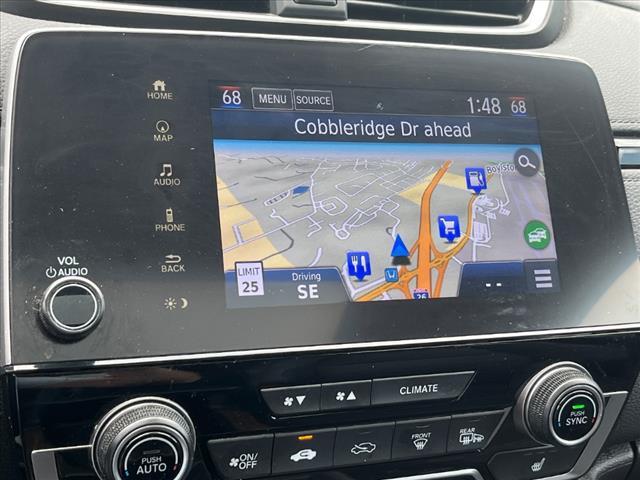 68 MENU SOURCE 1:48 68
Cobbleridge Dr ahead
HOME
MAP
AUDIO
PHONE
BACK
VOL
AUDIO
LIMIT
25
Driving
SE
26
--
CLIMATE
PUSH
AUTO
ON/
OFF
FRONT
REAR
PUSH
SYNC